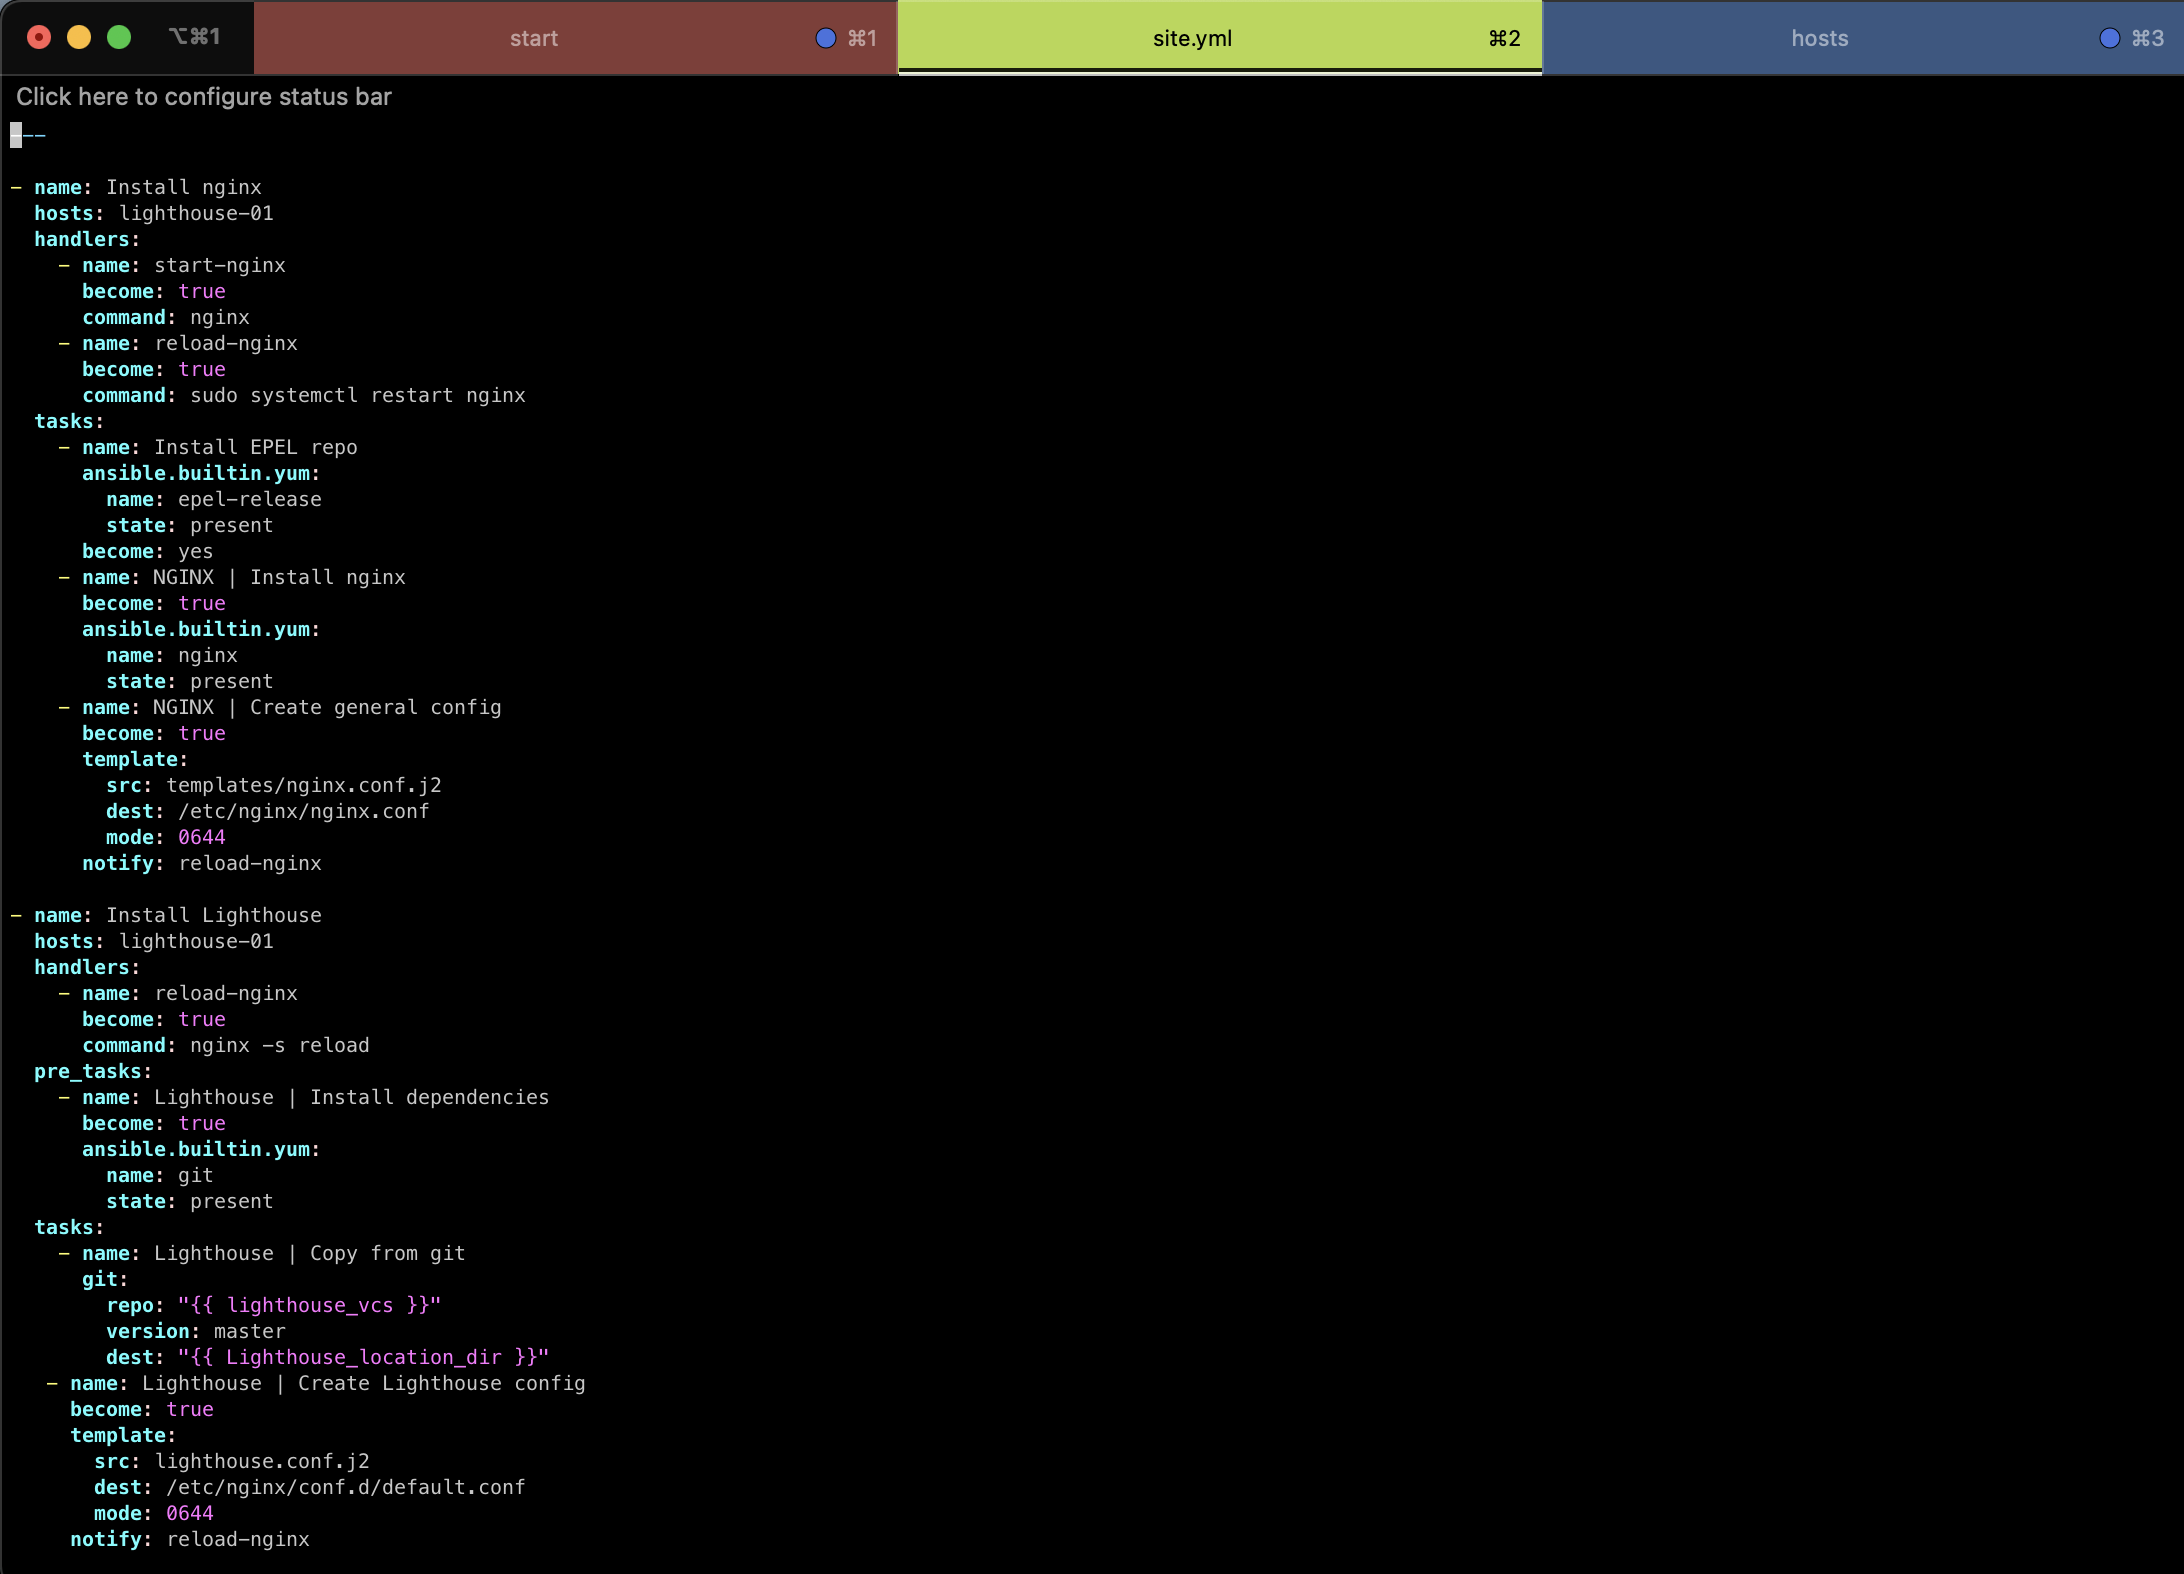 ⌥⌘1
start ⌘1
site.yml ⌘2
hosts ⌘3
Click here to configure status bar
---
- name: Install nginx
  hosts: lighthouse-01
  handlers:
    - name: start-nginx
      become: true
      command: nginx
    - name: reload-nginx
      become: true
      command: sudo systemctl restart nginx
  tasks:
    - name: Install EPEL repo
      ansible.builtin.yum:
        name: epel-release
        state: present
      become: yes
    - name: NGINX | Install nginx
      become: true
      ansible.builtin.yum:
        name: nginx
        state: present
    - name: NGINX | Create general config
      become: true
      template:
        src: templates/nginx.conf.j2
        dest: /etc/nginx/nginx.conf
        mode: 0644
      notify: reload-nginx
- name: Install Lighthouse
  hosts: lighthouse-01
  handlers:
    - name: reload-nginx
      become: true
      command: nginx -s reload
  pre_tasks:
    - name: Lighthouse | Install dependencies
      become: true
      ansible.builtin.yum:
        name: git
        state: present
  tasks:
    - name: Lighthouse | Copy from git
      git:
        repo: "{{ lighthouse_vcs }}"
        version: master
        dest: "{{ Lighthouse_location_dir }}"
   - name: Lighthouse | Create Lighthouse config
     become: true
     template:
       src: lighthouse.conf.j2
       dest: /etc/nginx/conf.d/default.conf
       mode: 0644
     notify: reload-nginx